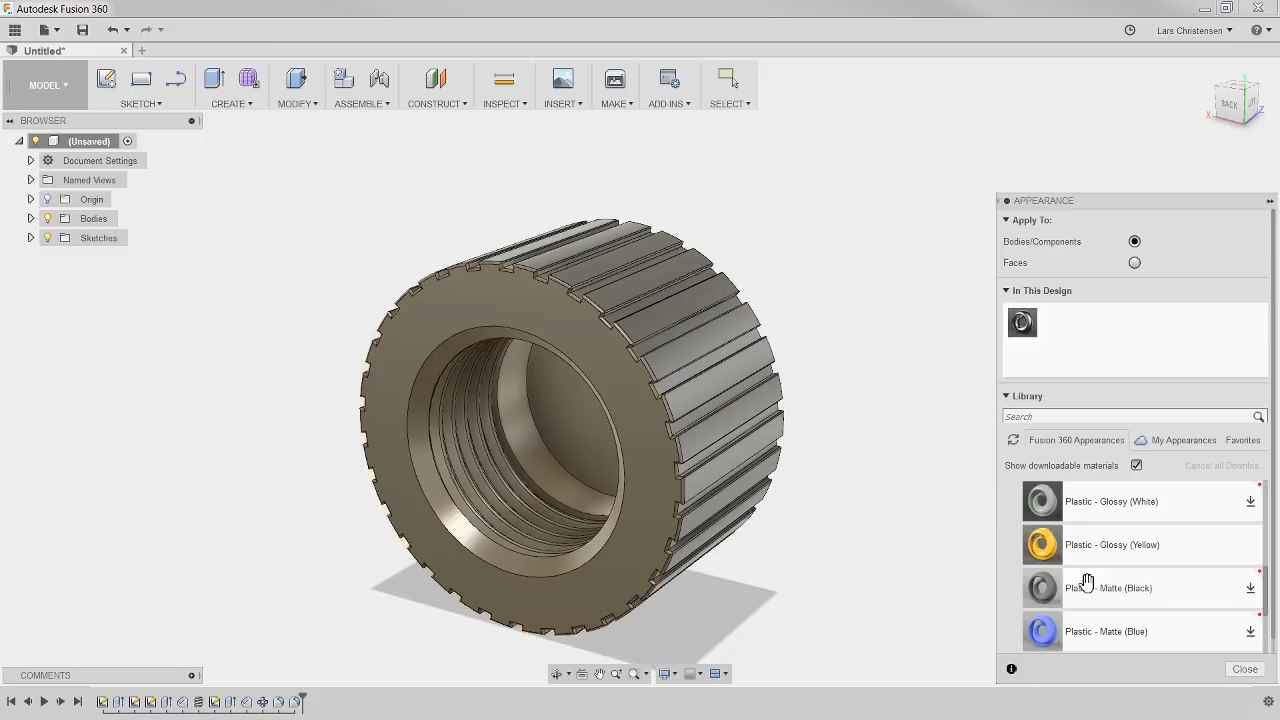 Autodesk Fusion 360
Lars Christensen
Untitled*
MODEL
SKETCH
CREATE
MODIFY
ASSEMBLE
CONSTRUCT
INSPECT
INSERT
MAKE
ADD-INS
SELECT
Y
BACK
X
Z
BROWSER
(Unsaved)
Document Settings
Named Views
Origin
Bodies
Sketches
APPEARANCE
Apply To:
Bodies/Components
Faces
In This Design
Library
Search
Fusion 360 Appearances
My Appearances
Favorites
Show downloadable materials
Cancel all Downloa...
Plastic - Glossy (White)
Plastic - Glossy (Yellow)
Matte (Black)
Plastic - Matte (Blue)
Close
COMMENTS